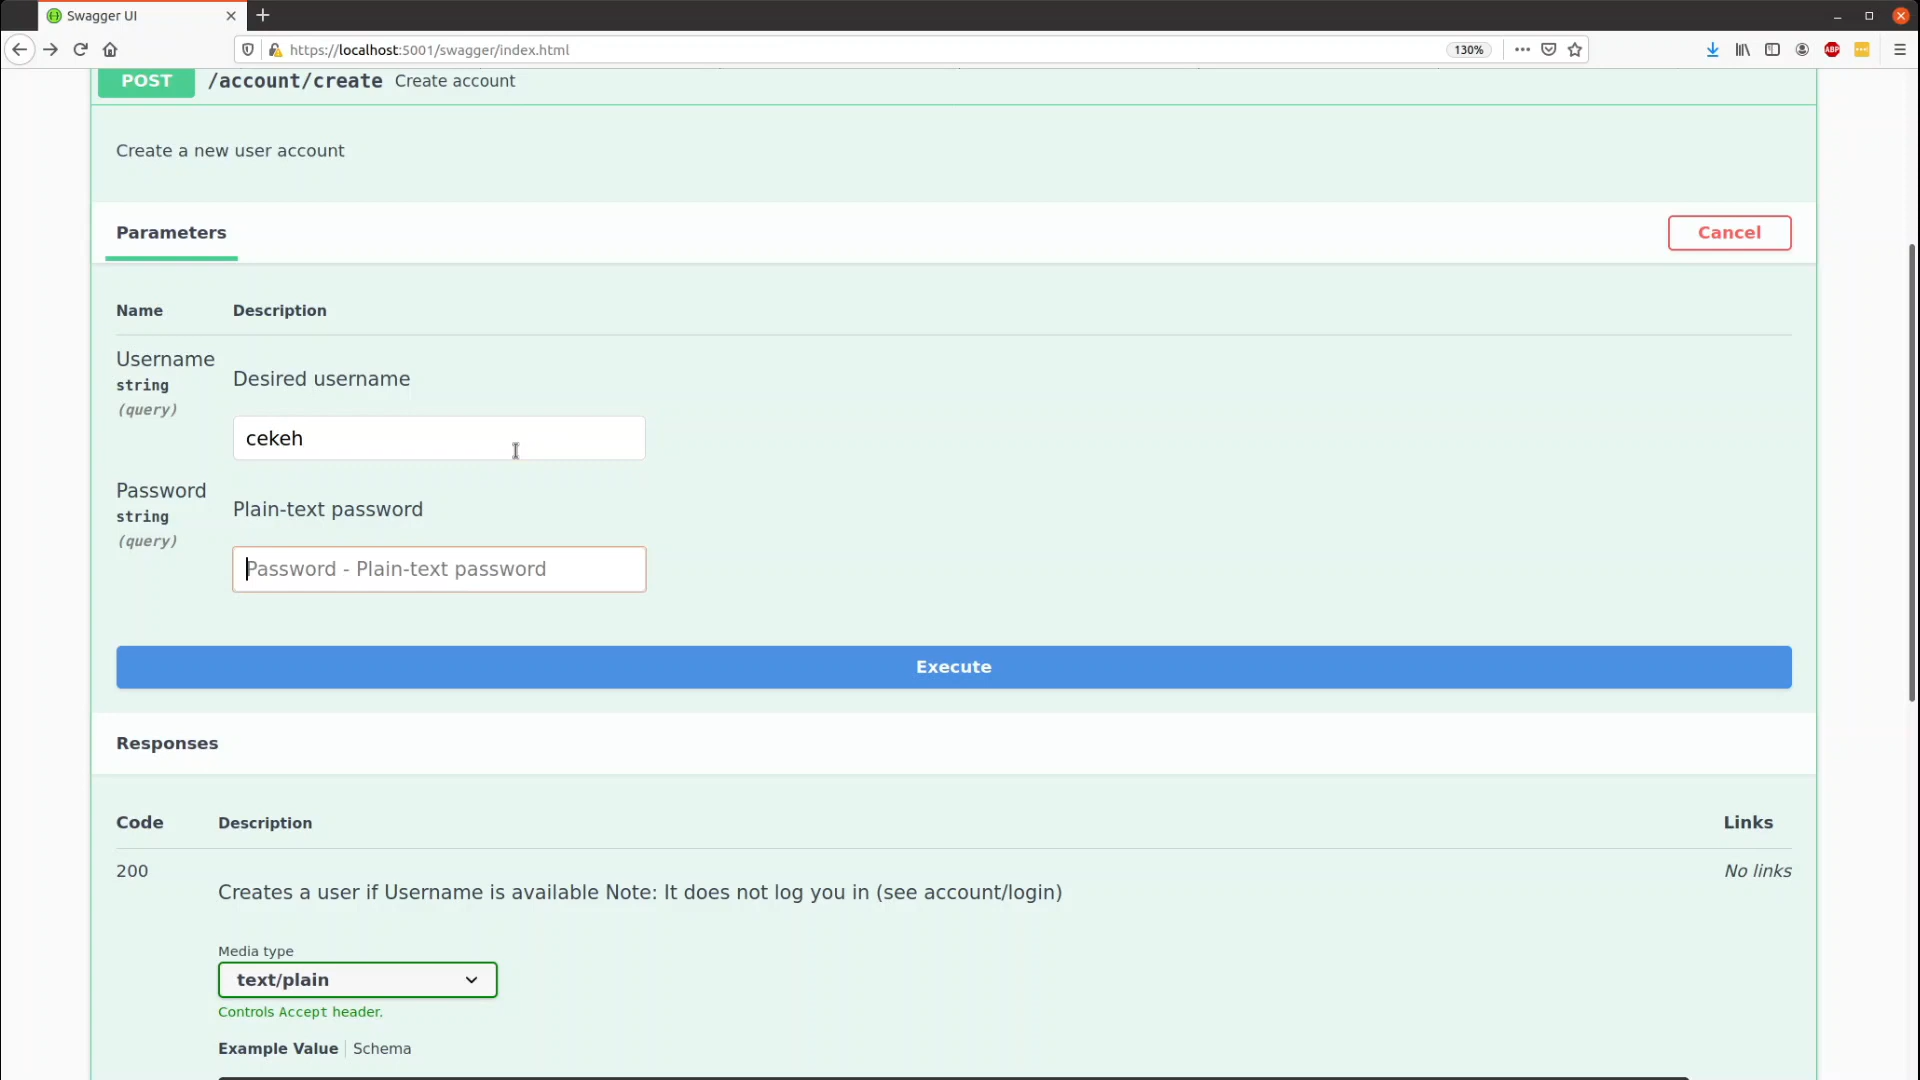 Swagger UI
https://localhost:5001/swagger/index.html
130%
ABP
POST /account/create Create account
Create a new user account
Parameters
Cancel
Name Description
Username
string
(query)
Desired username
cekeh
Password
string
(query)
Plain-text password
Password - Plain-text password
Execute
Responses
Code Description Links
200
No links
Creates a user if Username is available Note: It does not log you in (see account/login)
Media type
text/plain
Controls Accept header.
Example Value Schema